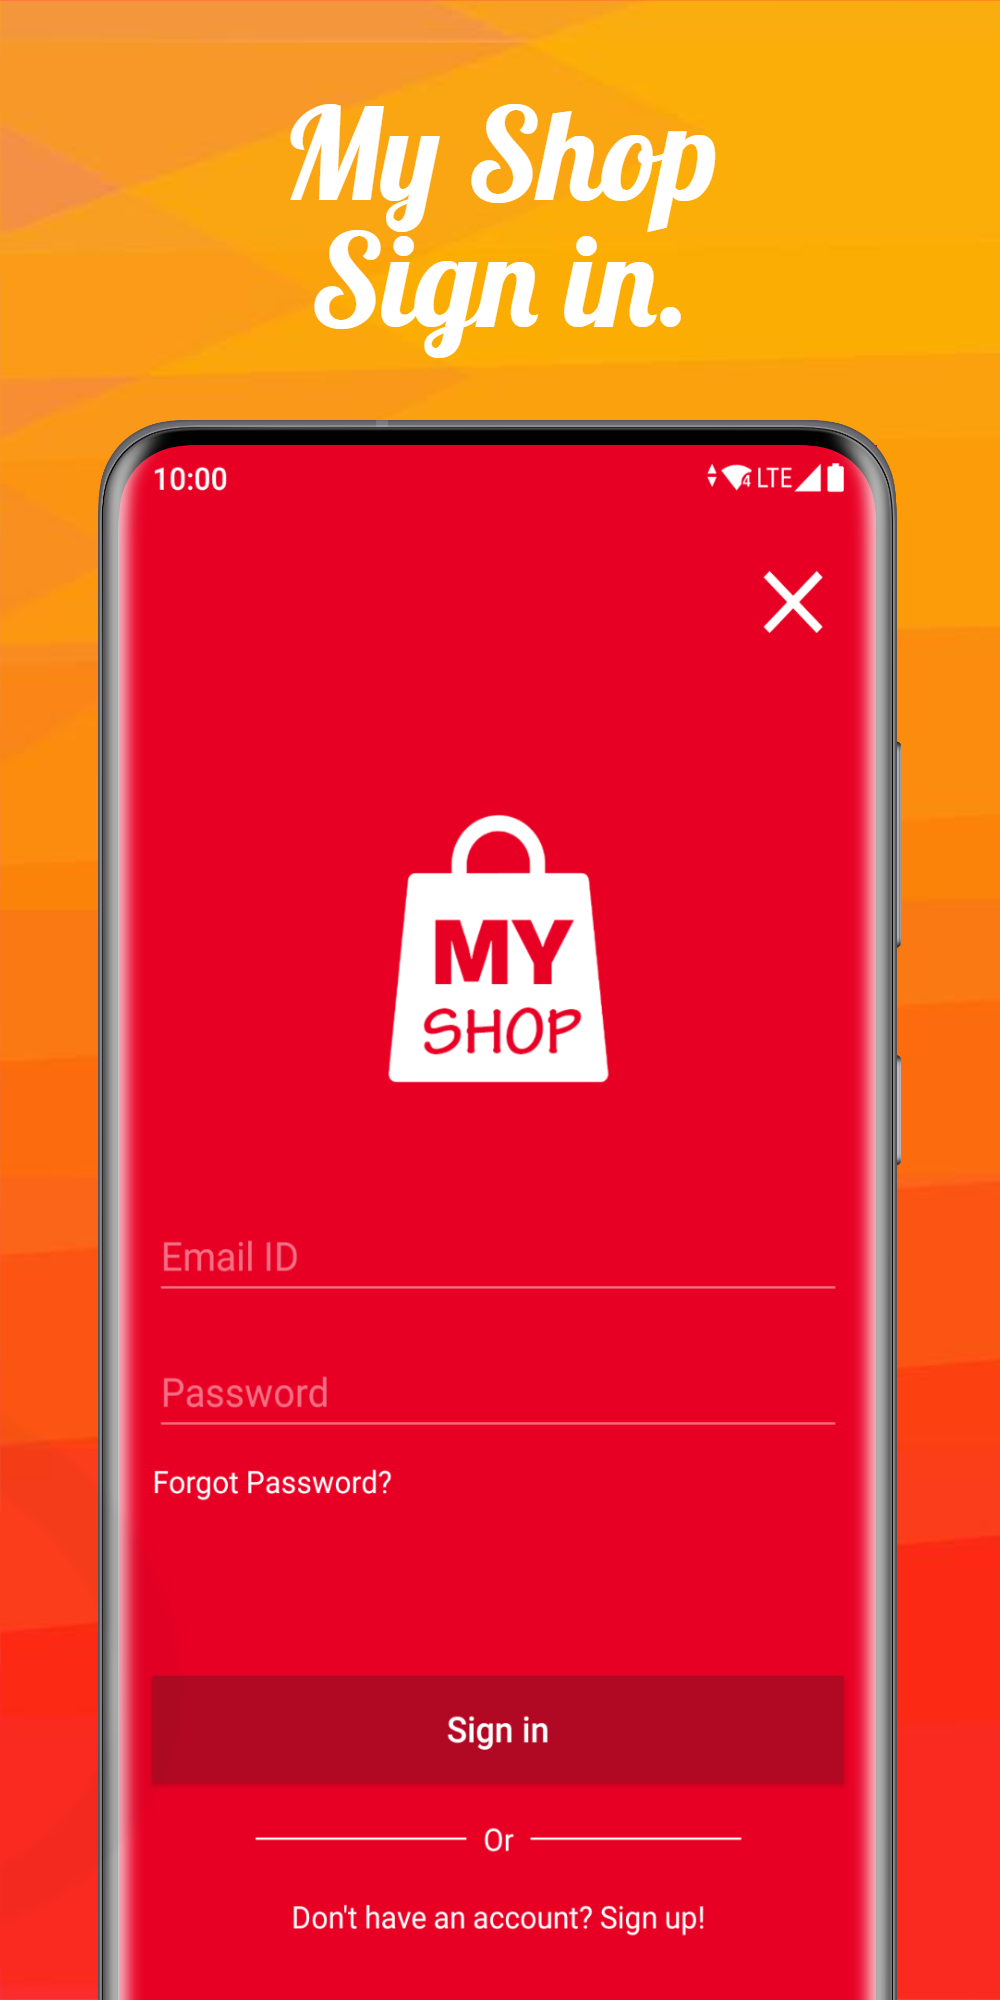 My Shop
Sign in.
10:00
4 LTE
MY
SHOP
Email ID
Password
Forgot Password?
Sign in
Or
Don't have an account? Sign up!